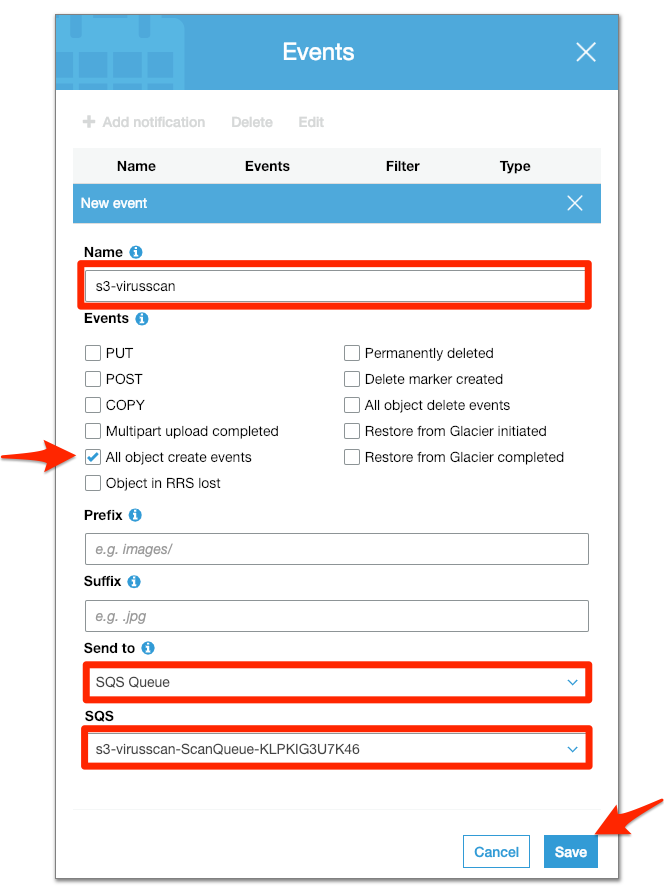 Events
Add notification Delete Edit
Name Events Filter Type
New event
Name
s3-virusscan
Events
PUT Permanently deleted
POST Delete marker created
COPY All object delete events
Multipart upload completed Restore from Glacier initiated
All object create events Restore from Glacier completed
Object in RRS lost
Prefix
e.g. images/
Suffix
e.g. .jpg
Send to
SQS Queue
SQS
s3-virusscan-ScanQueue-KLPKIG3U7K46
Cancel Save